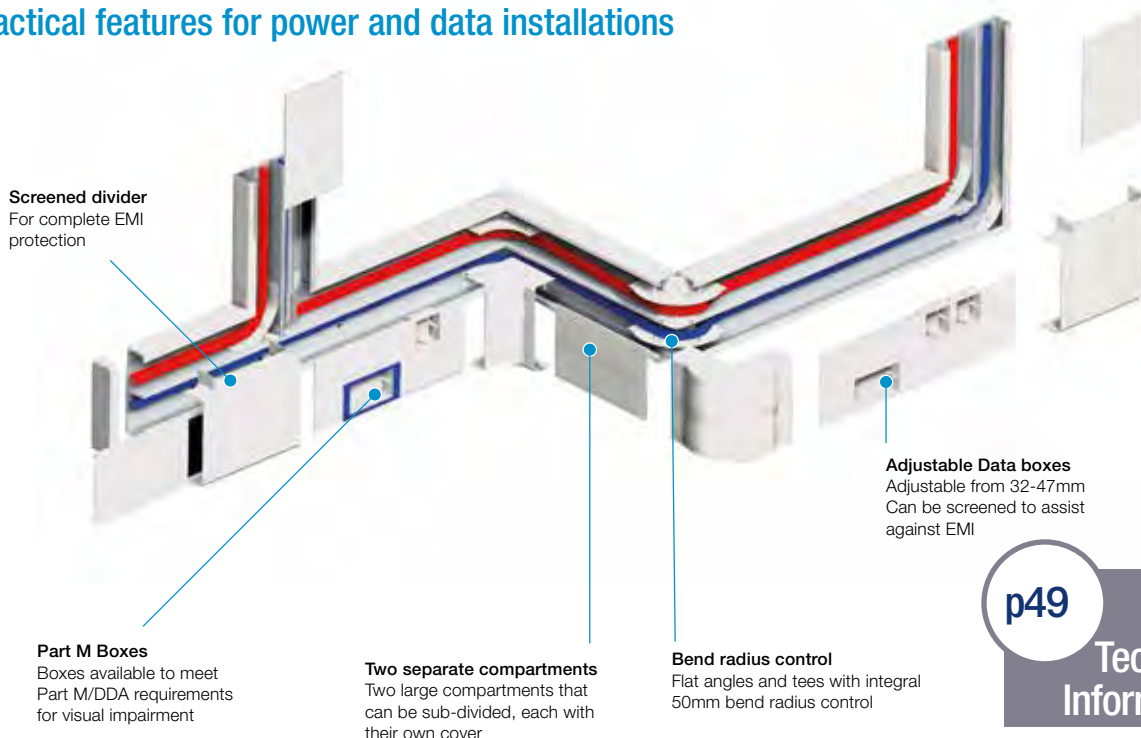 features for power and data installations
Screened divider
For complete EMI
protection
Adjustable Data boxes
Adjustable from 32-47mm
Can be screened to assist
against EMI
p49
Part M Boxes
Boxes available to meet
Part M/DDA requirements
for visual impairment
Two separate compartments
Two large compartments that
can be sub-divided, each with
their own cover
Bend radius control
Flat angles and tees with integral
50mm bend radius control